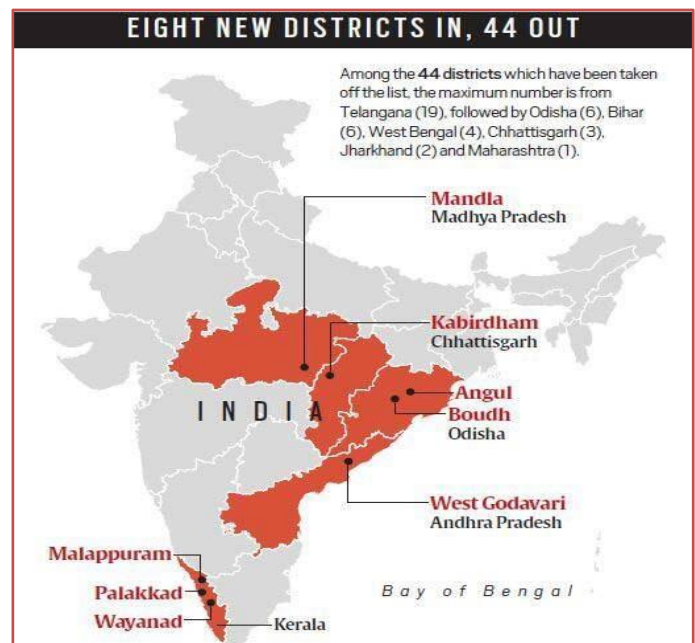 EIGHT NEW DISTRICTS IN, 44 OUT
Among the 44 districts which have been taken
off the list, the maximum number is from
Telangana (19), followed by Odisha (6), Bihar
(6), West Bengal (4), Chhattisgarh (3),
Jharkhand (2) and Maharashtra (1).
Mandla
Madhya Pradesh
Kabirdham
Chhattisgarh
INDIA
Angul
Boudh
Odisha
West Godavari
Andhra Pradesh
Malappuram
Palakkad
Wayanad
Kerala
Bay of Bengal